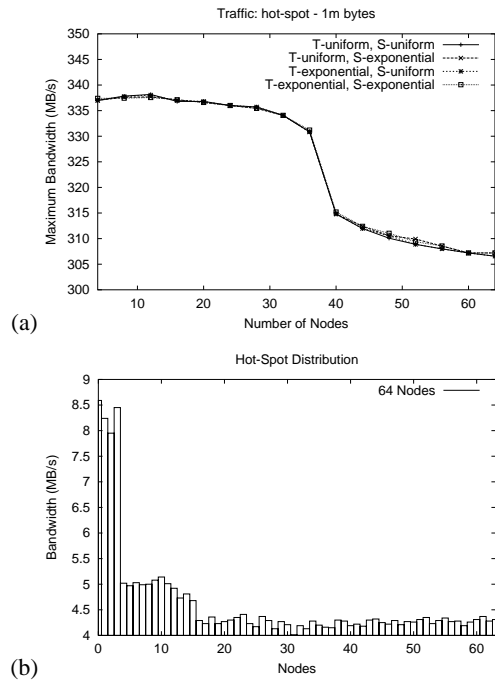 Traffic: hot-spot - 1m bytes
T-uniform, S-uniform
T-uniform, S-exponential
T-exponential, S-uniform
T-exponential, S-exponential
Maximum Bandwidth (MB/s)
350
345
340
335
330
325
320
315
310
305
300
10 20 30 40 50 60
Number of Nodes
(a)
Hot-Spot Distribution
64 Nodes
Bandwidth (MB/s)
9
8.5
8
7.5
7
6.5
6
5.5
5
4.5
4
0 10 20 30 40 50 60
Nodes
(b)